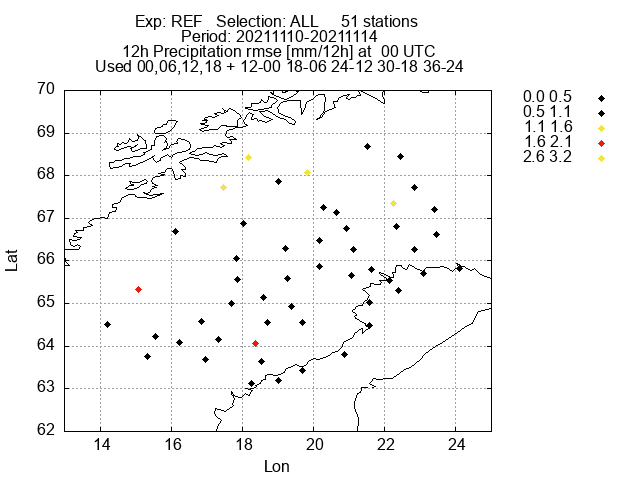 Exp: REF   Selection: ALL     51 stations
Period: 20211110-20211114
12h Precipitation rmse [mm/12h] at  00 UTC
Used 00,06,12,18 + 12-00 18-06 24-12 30-18 36-24
0.0 0.5
0.5 1.1
1.1 1.6
1.6 2.1
2.6 3.2
70
69
68
67
66
65
64
63
62
Lat
14 16 18 20 22 24
Lon